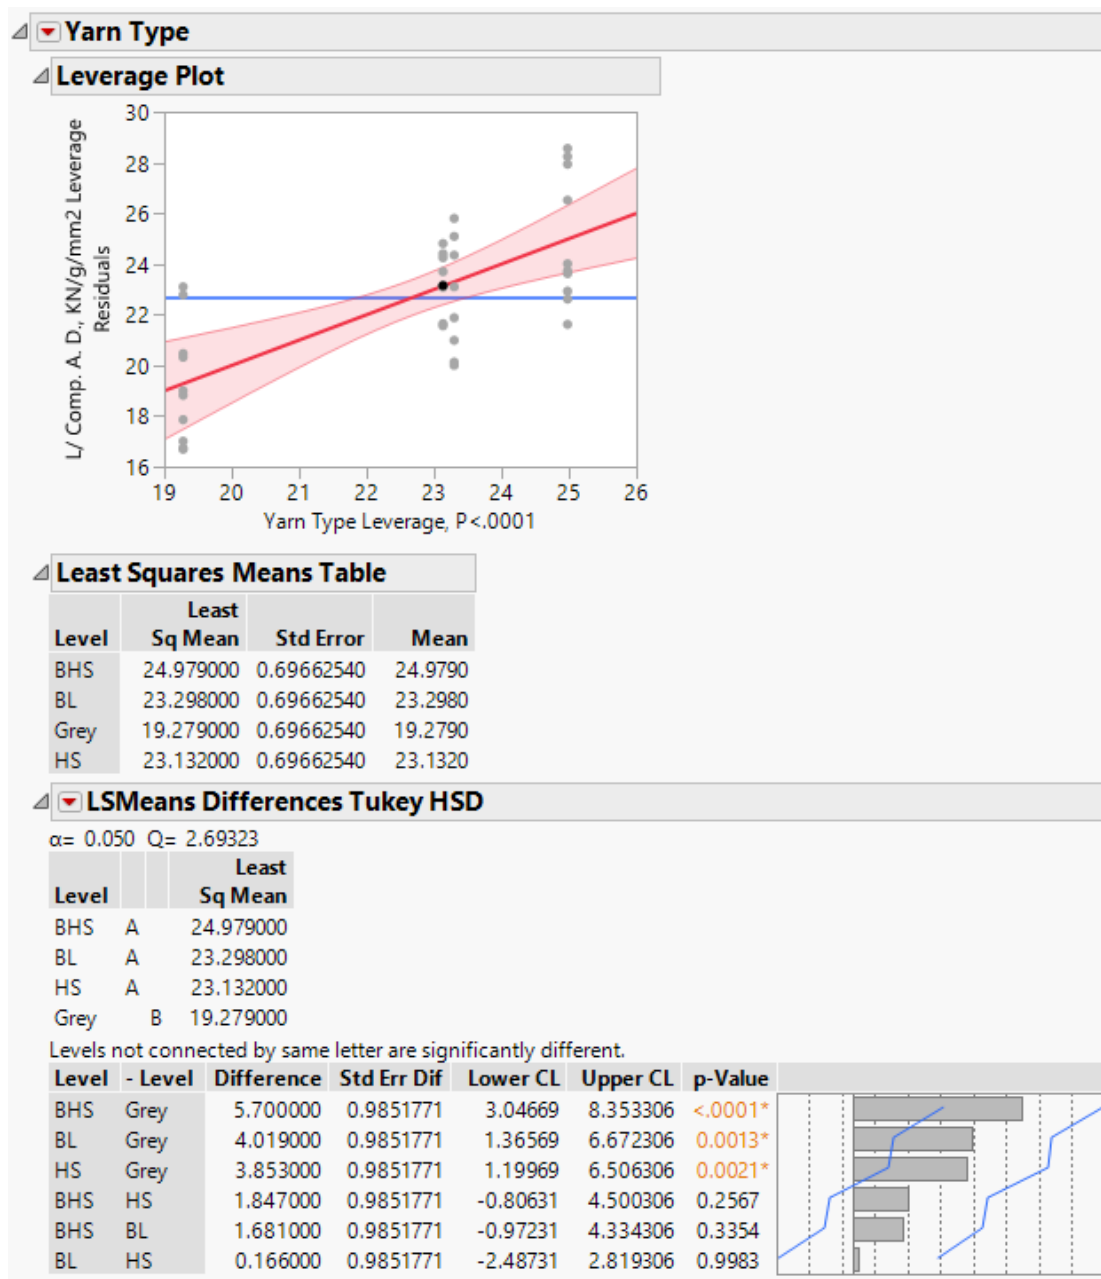 Yarn Type
Leverage Plot
L/ Comp. A. D., KN/g/mm2 Leverage
Residuals
30
28
26
24
22
20
18
16
19 20 21 22 23 24 25 26
Yarn Type Leverage, P<.0001
Least Squares Means Table
Least
Level Sq Mean Std Error Mean
BHS 24.979000 0.69662540 24.9790
BL 23.298000 0.69662540 23.2980
Grey 19.279000 0.69662540 19.2790
HS 23.132000 0.69662540 23.1320
LSMeans Differences Tukey HSD
α= 0.050 Q= 2.69323
Least
Level Sq Mean
BHS A 24.979000
BL A 23.298000
HS A 23.132000
Grey B 19.279000
Levels not connected by same letter are significantly different.
Level - Level Difference Std Err Dif Lower CL Upper CL p-Value
BHS Grey 5.700000 0.9851771 3.04669 8.353306 <.0001*
BL Grey 4.019000 0.9851771 1.36569 6.672306 0.0013*
HS Grey 3.853000 0.9851771 1.19969 6.506306 0.0021*
BHS HS 1.847000 0.9851771 -0.80631 4.500306 0.2567
BHS BL 1.681000 0.9851771 -0.97231 4.334306 0.3354
BL HS 0.166000 0.9851771 -2.48731 2.819306 0.9983